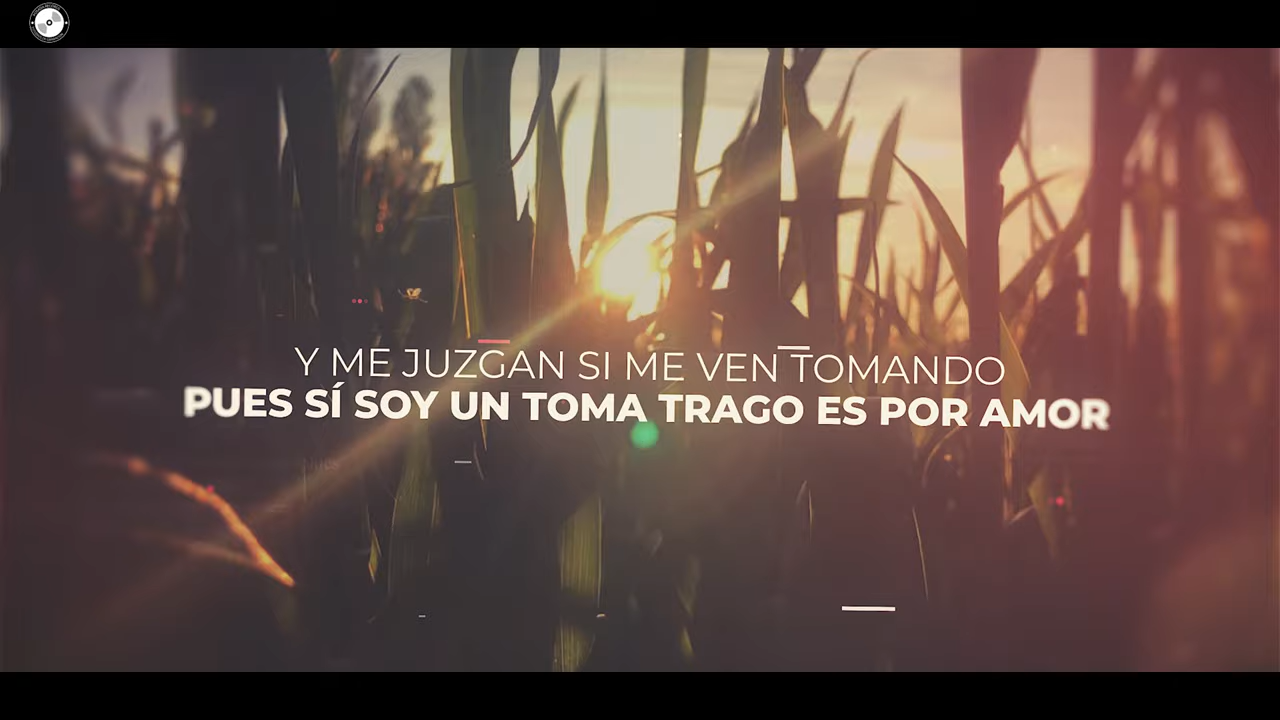 Y ME JUZGAN SI ME VEN TOMANDO
PUES SÍ SOY UN TOMA TRAGO ES POR AMOR